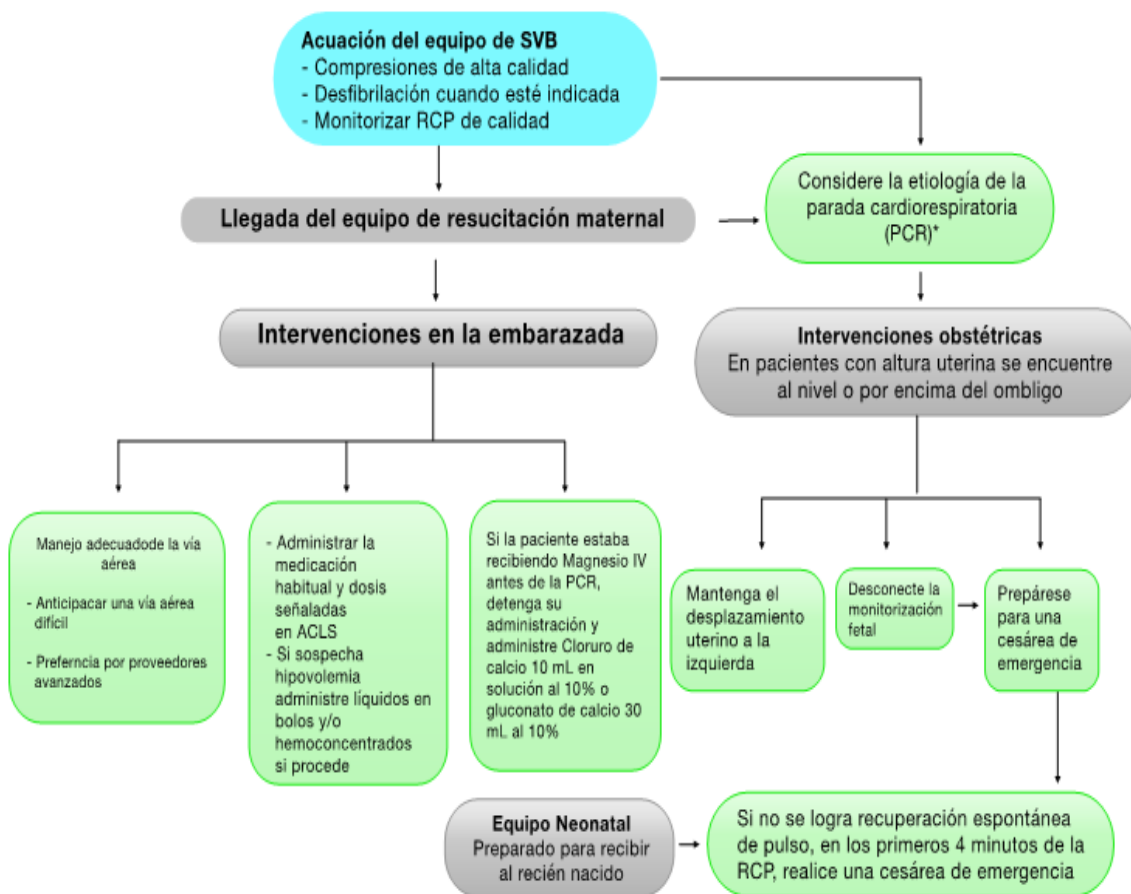 Acuación del equipo de SVB
- Compresiones de alta calidad
- Desfibrilación cuando esté indicada
- Monitorizar RCP de calidad
Considere la etiología de la
parada cardiorespiratoria
(PCR)*
Llegada del equipo de resucitación maternal
Intervenciones en la embarazada
Intervenciones obstétricas
En pacientes con altura uterina se encuentre
al nivel o por encima del ombligo
Manejo adecuadode la vía
aérea
- Anticipacar una vía aérea
difícil
- Preferncia por proveedores
avanzados
- Administrar la
medicación
habitual y dosis
señaladas
en ACLS
- Si sospecha
hipovolemia
administre líquidos en
bolos y/o
hemoconcentrados
si procede
Si la paciente estaba
recibiendo Magnesio IV
antes de la PCR,
detenga su
administración y
administre Cloruro de
calcio 10 mL en
solución al 10% o
gluconato de calcio 30
mL al 10%
Mantenga el
desplazamiento
uterino a la
izquierda
Desconecte la
monitorización
fetal
Prepárese
para una
cesárea de
emergencia
Equipo Neonatal
Preparado para recibir
al recién nacido
Si no se logra recuperación espontánea
de pulso, en los primeros 4 minutos de la
RCP, realice una cesárea de emergencia